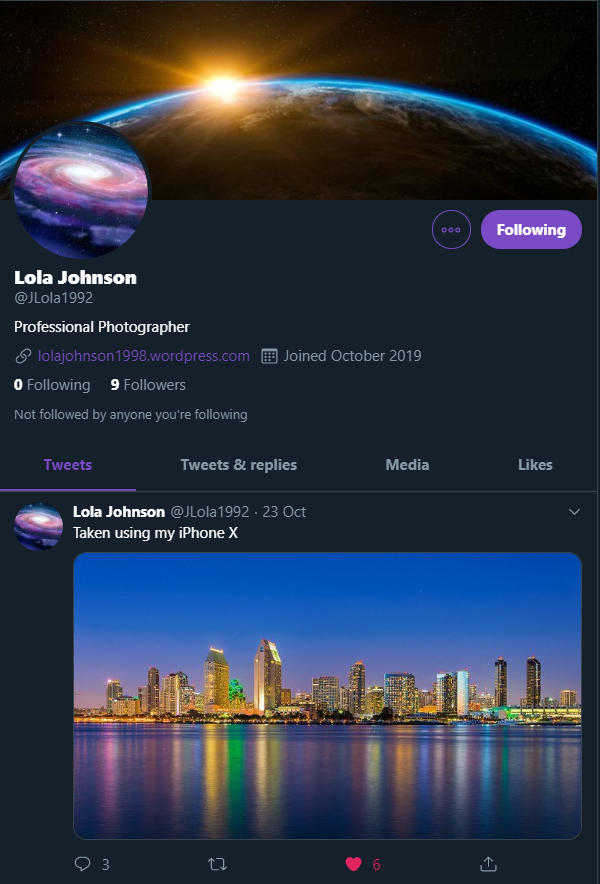 Following
Lola Johnson
@JLola1992
Professional Photographer
lolajohnson1998.wordpress.com Joined October 2019
0 Following 9 Followers
Not followed by anyone you're following
Tweets Tweets & replies Media Likes
Lola Johnson @JLola1992 · 23 Oct
Taken using my iPhone X
3 6